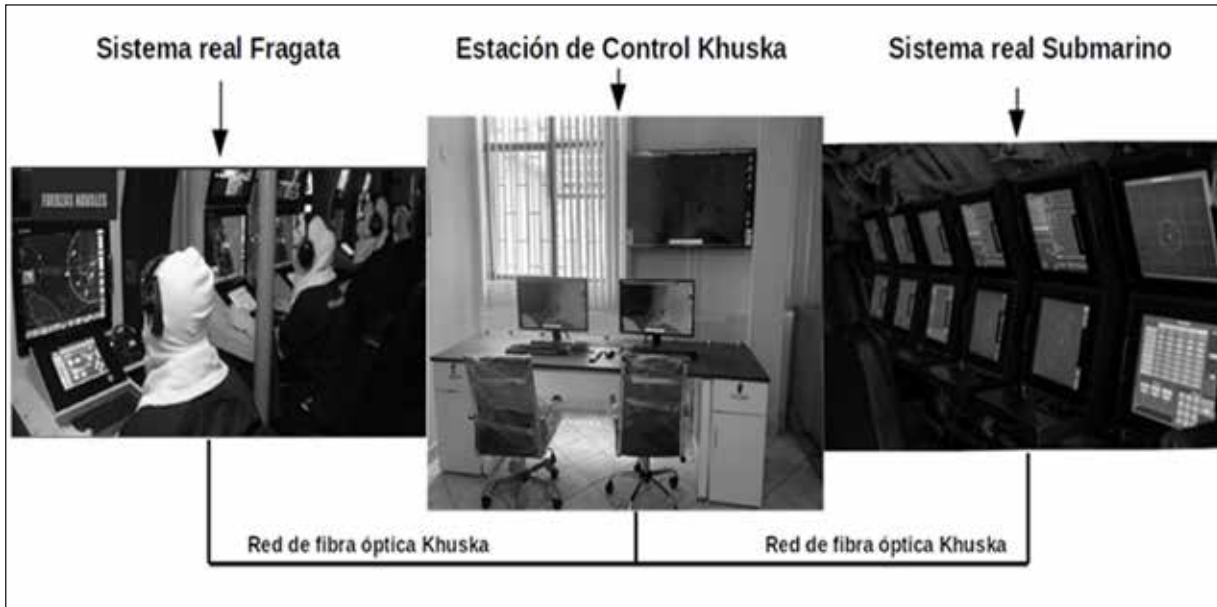 Sistema real Fragata
Estación de Control Khuska
Sistema real Submarino
FUERZAS NAVALES
Red de fibra óptica Khuska
Red de fibra óptica Khuska